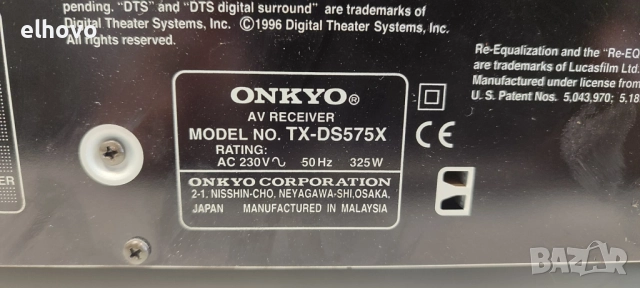 elhovo
pending. "DTS" and "DTS digital surround" are trademarks of
Digital Theater Systems, Inc. ©1996 Digital Theater Systems, Inc.
All rights reserved.
Re-Equalization and the "Re-EQ
are trademarks of Lucasfilm Ltd.
Manufactured under license from
U. S. Patent Nos. 5,043,970; 5,18
ONKYO®
AV RECEIVER
MODEL NO. TX-DS575X
RATING:
AC 230V∿ 50Hz 325W
ONKYO CORPORATION
2-1, NISSHIN-CHO, NEYAGAWA-SHI, OSAKA,
JAPAN MANUFACTURED IN MALAYSIA
CE
ER
bazar